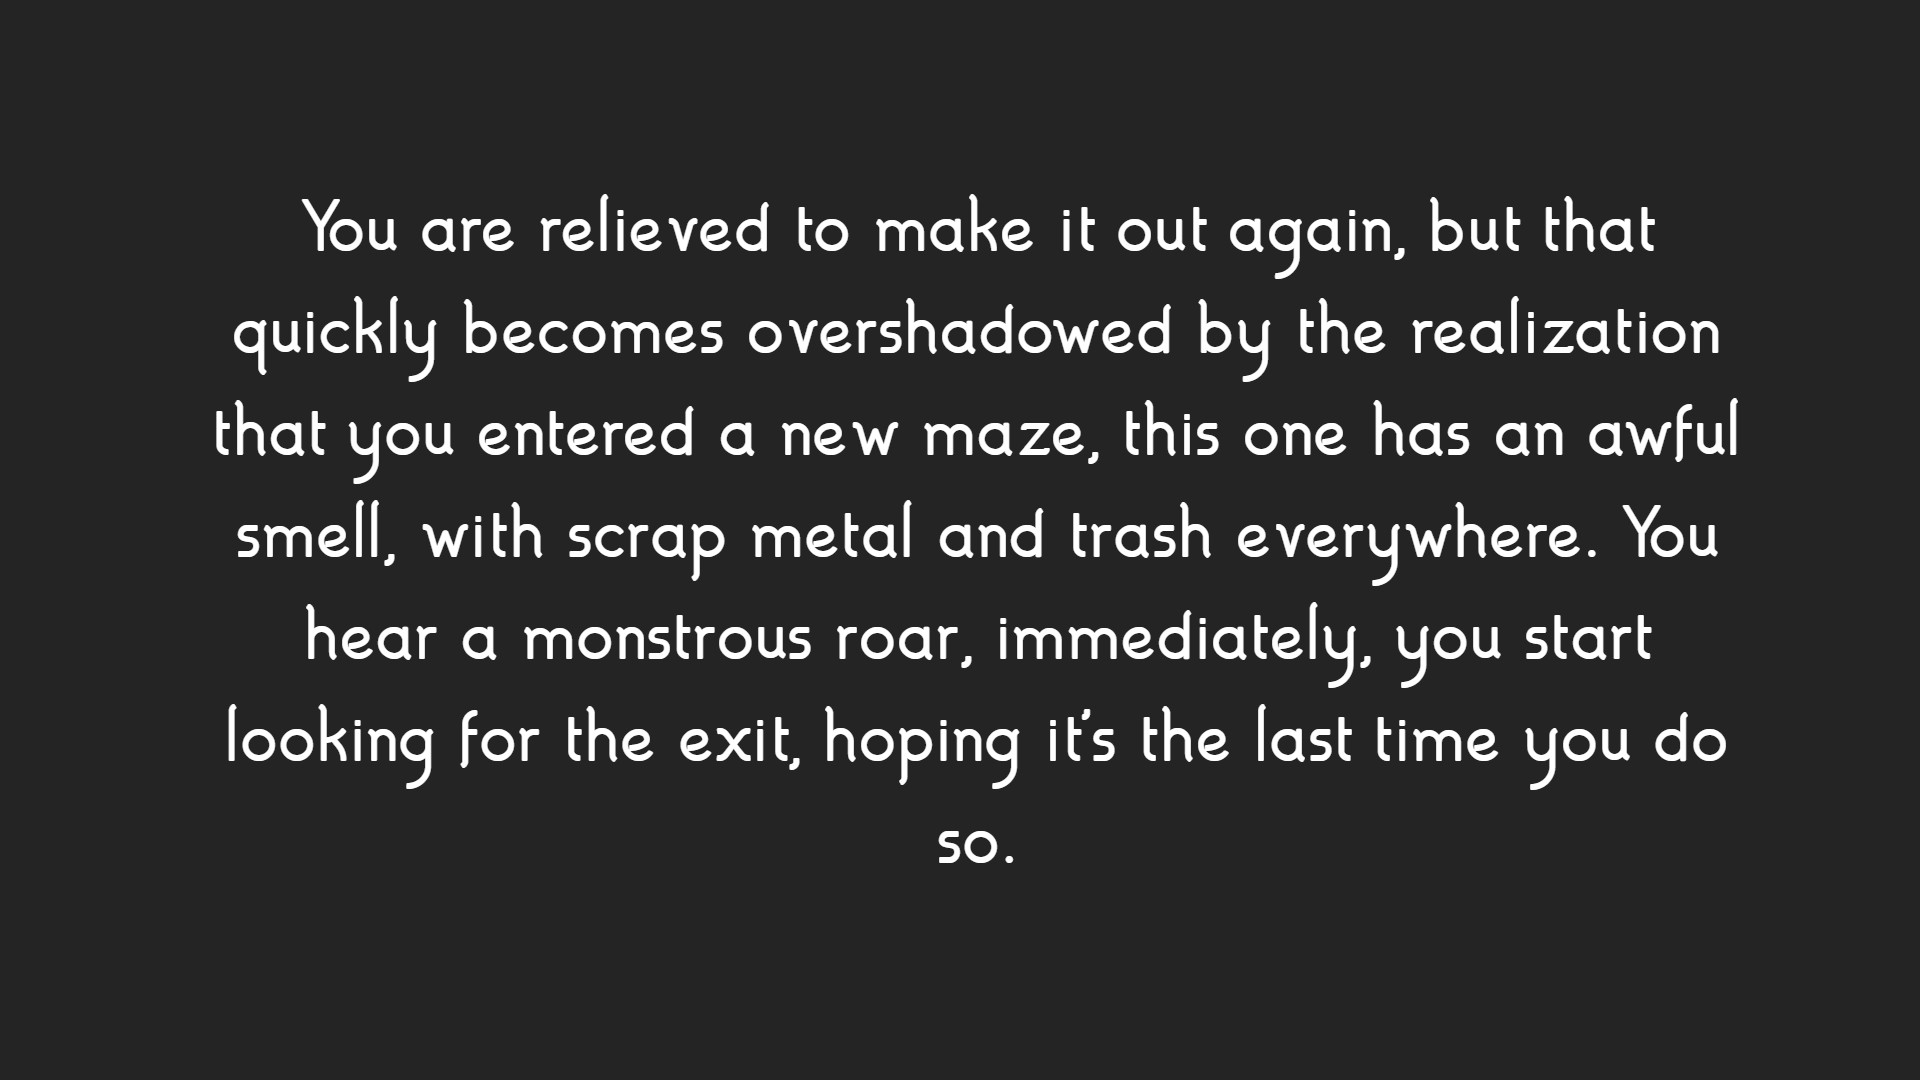 You are relieved to make it out again, but that
quickly becomes overshadowed by the realization
that you entered a new maze, this one has an awful
smell, with scrap metal and trash everywhere. You
hear a monstrous roar, immediately, you start
looking for the exit, hoping it's the last time you do
so.